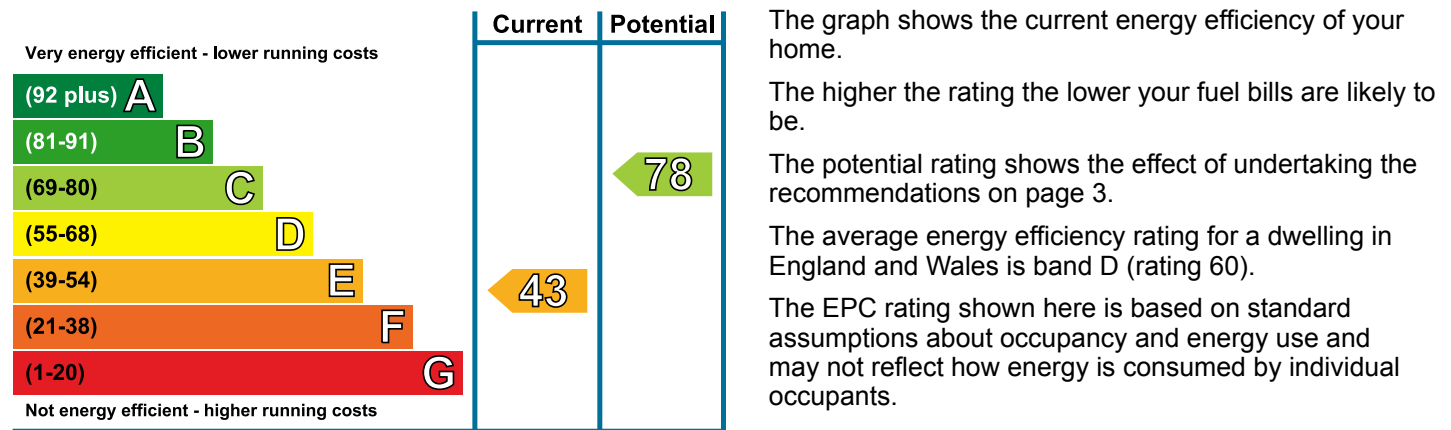 Current Potential
Very energy efficient - lower running costs
(92 plus) A
(81-91) B
(69-80) C
78
(55-68) D
(39-54) E
43
(21-38) F
(1-20) G
Not energy efficient - higher running costs
The graph shows the current energy efficiency of your
home.
The higher the rating the lower your fuel bills are likely to
be.
The potential rating shows the effect of undertaking the
recommendations on page 3.
The average energy efficiency rating for a dwelling in
England and Wales is band D (rating 60).
The EPC rating shown here is based on standard
assumptions about occupancy and energy use and
may not reflect how energy is consumed by individual
occupants.